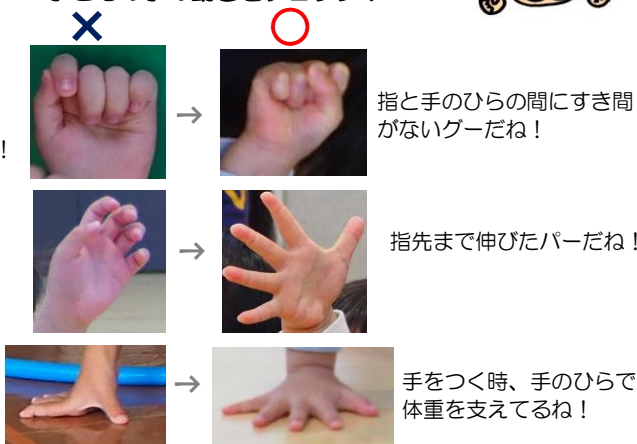 × ○
→
指と手のひらの間にすき間
がないグーだね！
！
→
指先まで伸びたパーだね！
→
手をつく時、手のひらで
体重を支えてるね！